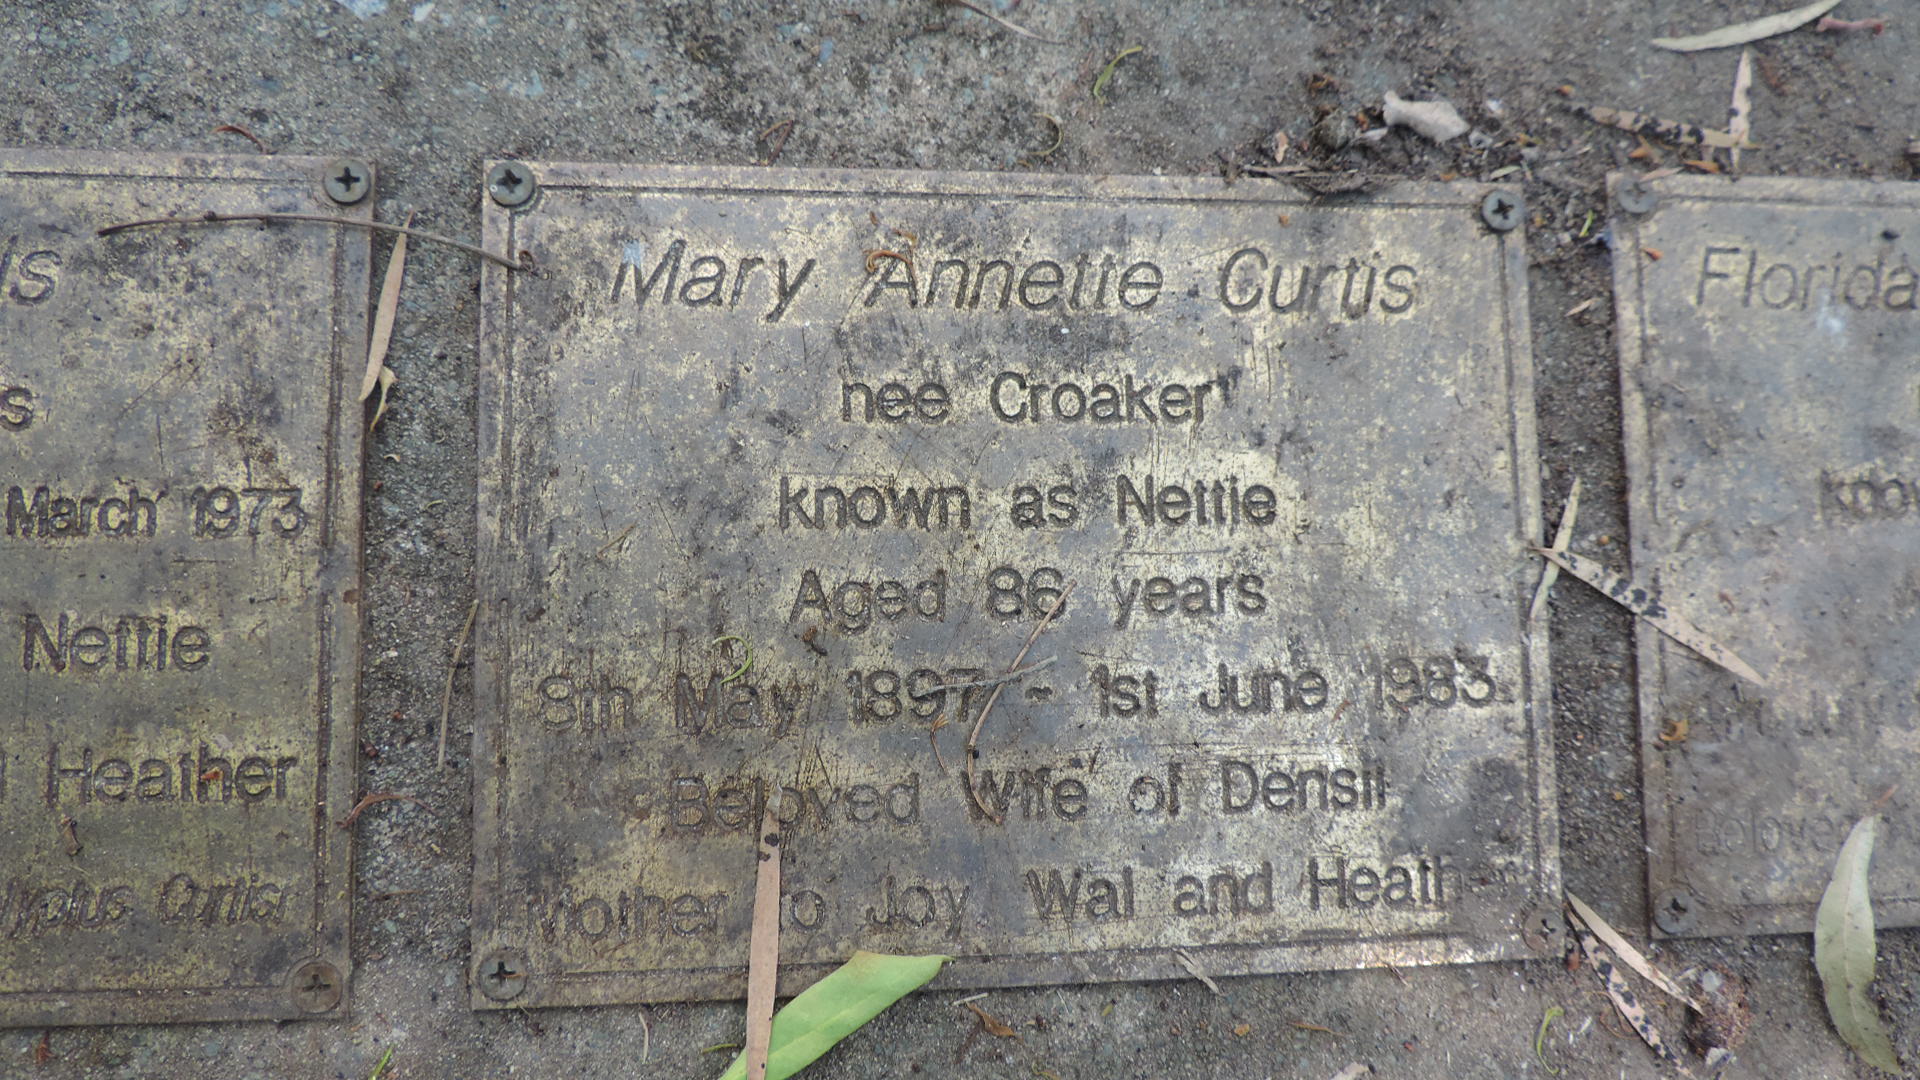 March 1973
Nettie
Heather
Mary Annette Curtis
nee Croaker
known as Nettie
Aged 86 years
8th May 1897 - 1st June 1983
Beloved Wife of Densil
Mother to Joy, Wal and Heather
Florida
Beloved